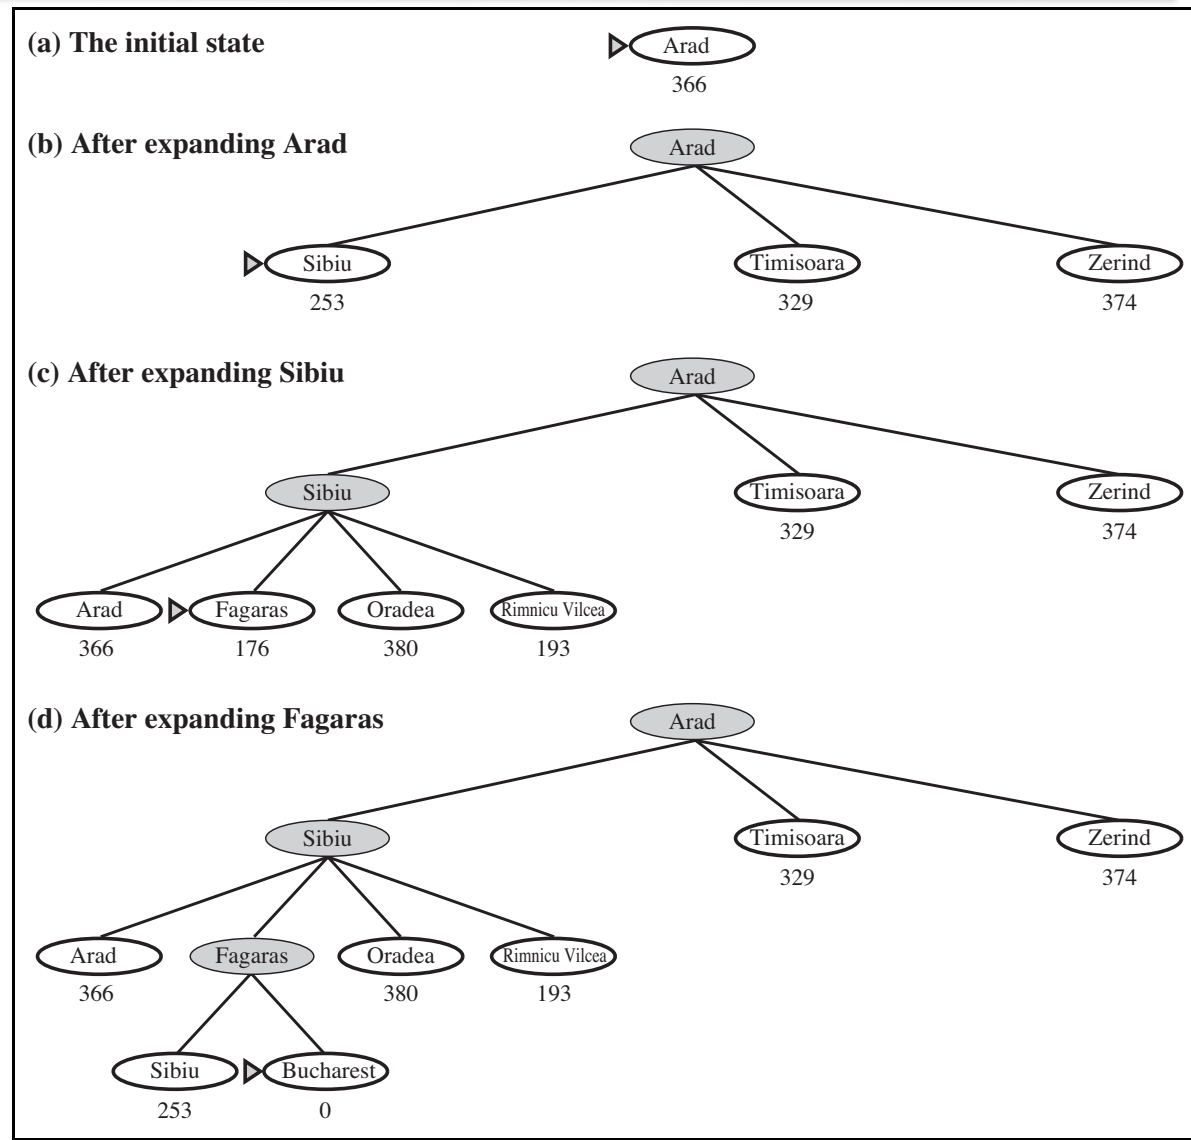 (a) The initial state
Arad
366
(b) After expanding Arad
Arad
Sibiu
Timisoara
Zerind
253
329
374
(c) After expanding Sibiu
Arad
Sibiu
Timisoara
Zerind
329
374
Arad
Fagaras
Oradea
Rimnicu Vilcea
366
176
380
193
(d) After expanding Fagaras
Arad
Sibiu
Timisoara
Zerind
329
374
Arad
Fagaras
Oradea
Rimnicu Vilcea
366
380
193
Sibiu
Bucharest
253
0